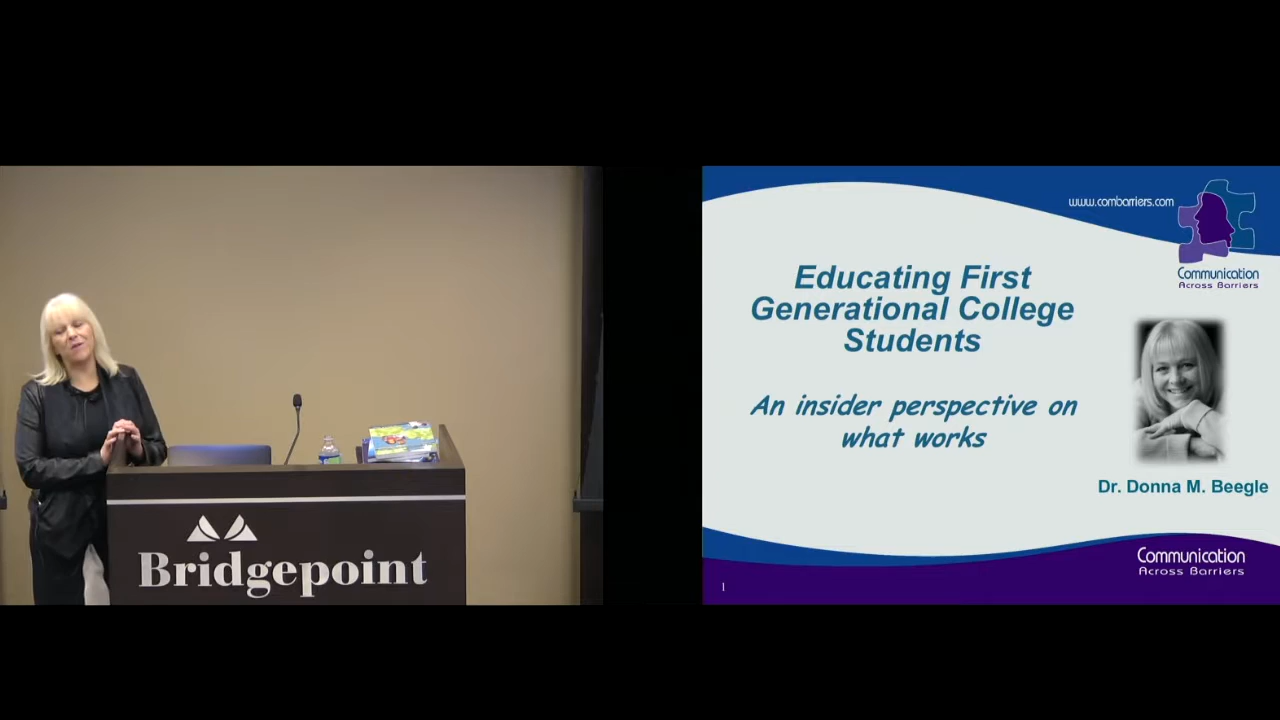 Bridgepoint
www.combarriers.com
Communication
Across Barriers
Educating First
Generational College
Students
An insider perspective on
what works
Dr. Donna M. Beegle
Communication
Across Barriers
1